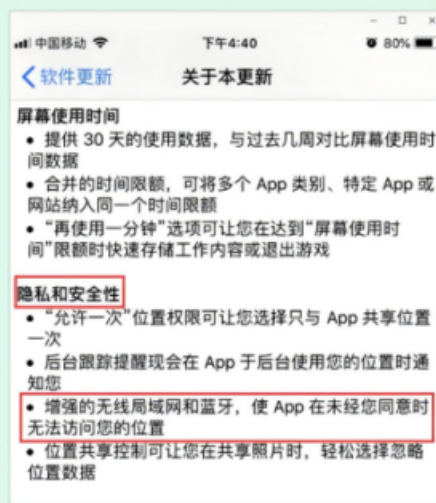 中国移动 下午4:40 80%
软件更新 关于本更新
屏幕使用时间
• 提供 30 天的使用数据，与过去几周对比屏幕使用时
间数据
• 合并的时间限额，可将多个 App 类别、特定 App 或
网站纳入同一个时间限额
• “再使用一分钟”选项可让您在达到“屏幕使用时
间”限额时快速存储工作内容或退出游戏
隐私和安全性
• “允许一次”位置权限可让您选择只与 App 共享位置
一次
• 后台跟踪提醒现会在 App 于后台使用您的位置时通
知您
• 增强的无线局域网和蓝牙，使 App 在未经您同意时
无法访问您的位置
• 位置共享控制可让您在共享照片时，轻松选择忽略
位置数据